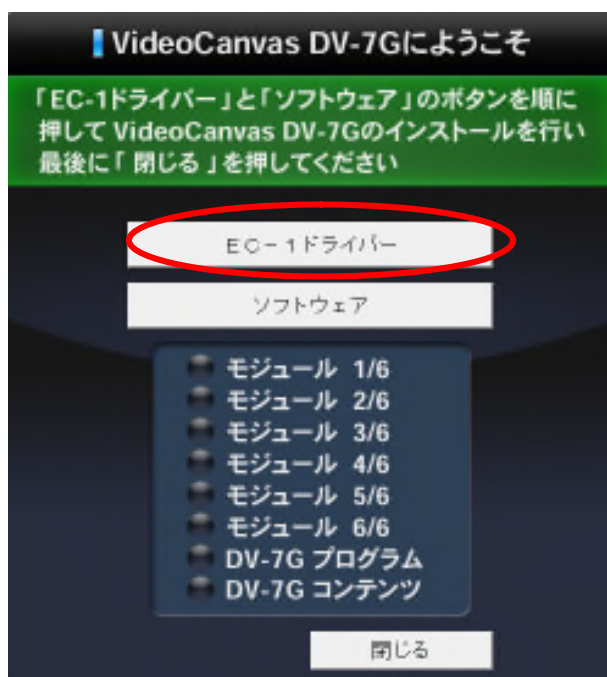 VideoCanvas DV-7Gにようこそ
「EC-1ドライバー」と「ソフトウェア」のボタンを順に
押して VideoCanvas DV-7Gのインストールを行い
最後に「 閉じる 」を押してください
EC-1ドライバー
ソフトウェア
モジュール 1/6
モジュール 2/6
モジュール 3/6
モジュール 4/6
モジュール 5/6
モジュール 6/6
DV-7G プログラム
DV-7G コンテンツ
閉じる